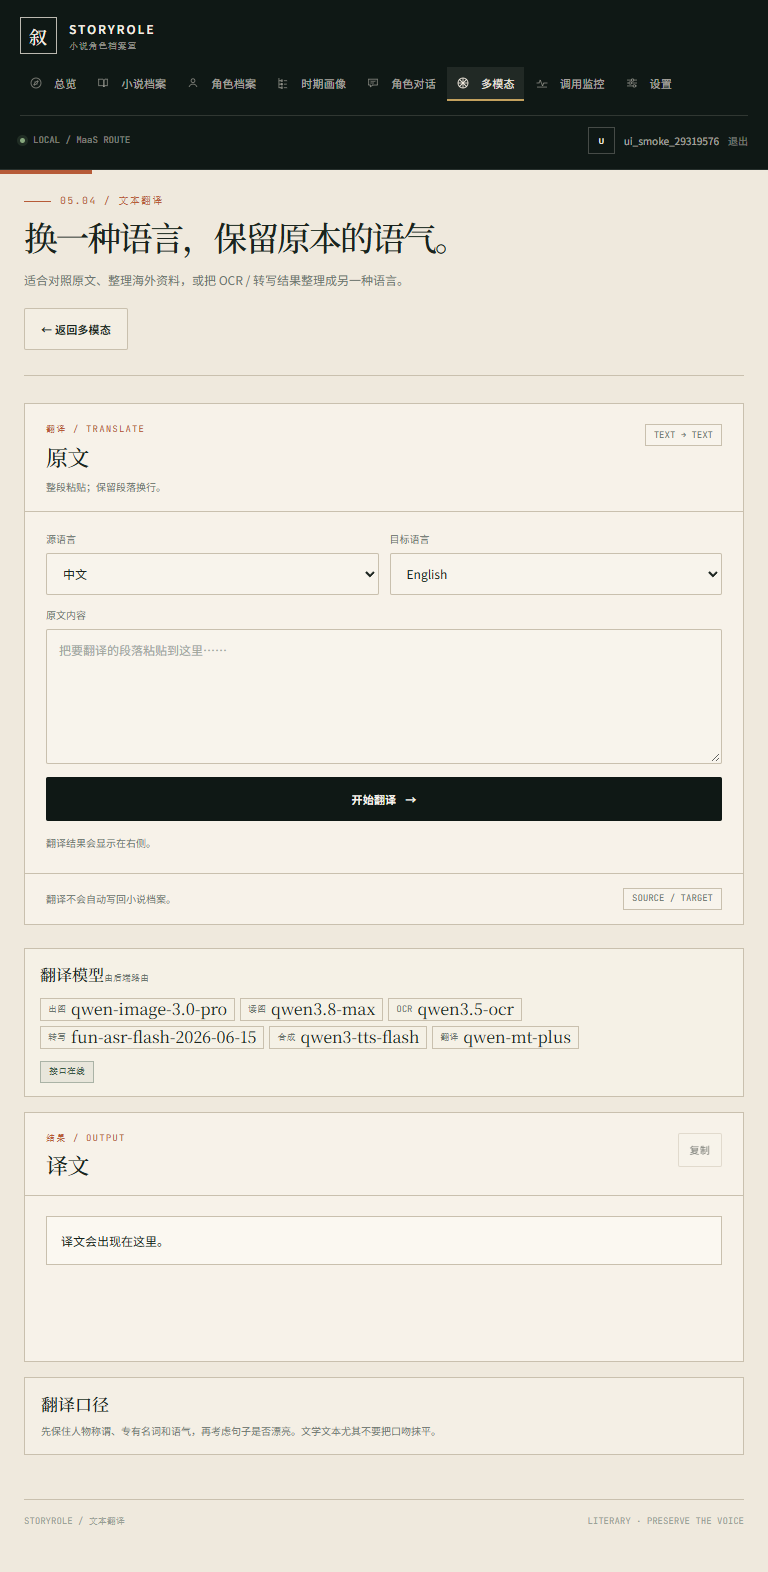 叙
STORYROLE
小说角色档案室
总览 小说档案 角色档案 时期画像 角色对话 多模态 调用监控 设置
LOCAL / MaaS ROUTE
U ui_smoke_29319576 退出
05.04 / 文本翻译
换一种语言，保留原本的语气。
适合对照原文、整理海外资料，或把 OCR / 转写结果整理成另一种语言。
← 返回多模态
翻译 / TRANSLATE
TEXT → TEXT
原文
整段粘贴；保留段落换行。
源语言 目标语言
中文 English
原文内容
把要翻译的段落粘贴到这里……
开始翻译 →
翻译结果会显示在右侧。
翻译不会自动写回小说档案。 SOURCE / TARGET
翻译模型由后端路由
出图 qwen-image-3.0-pro 读图 qwen3.8-max OCR qwen3.5-ocr
转写 fun-asr-flash-2026-06-15 合成 qwen3-tts-flash 翻译 qwen-mt-plus
接口在线
结果 / OUTPUT
译文
复制
译文会出现在这里。
翻译口径
先保住人物称谓、专有名词和语气，再考虑句子是否漂亮。文学文本尤其不要把口吻抹平。
STORYROLE / 文本翻译 LITERARY · PRESERVE THE VOICE